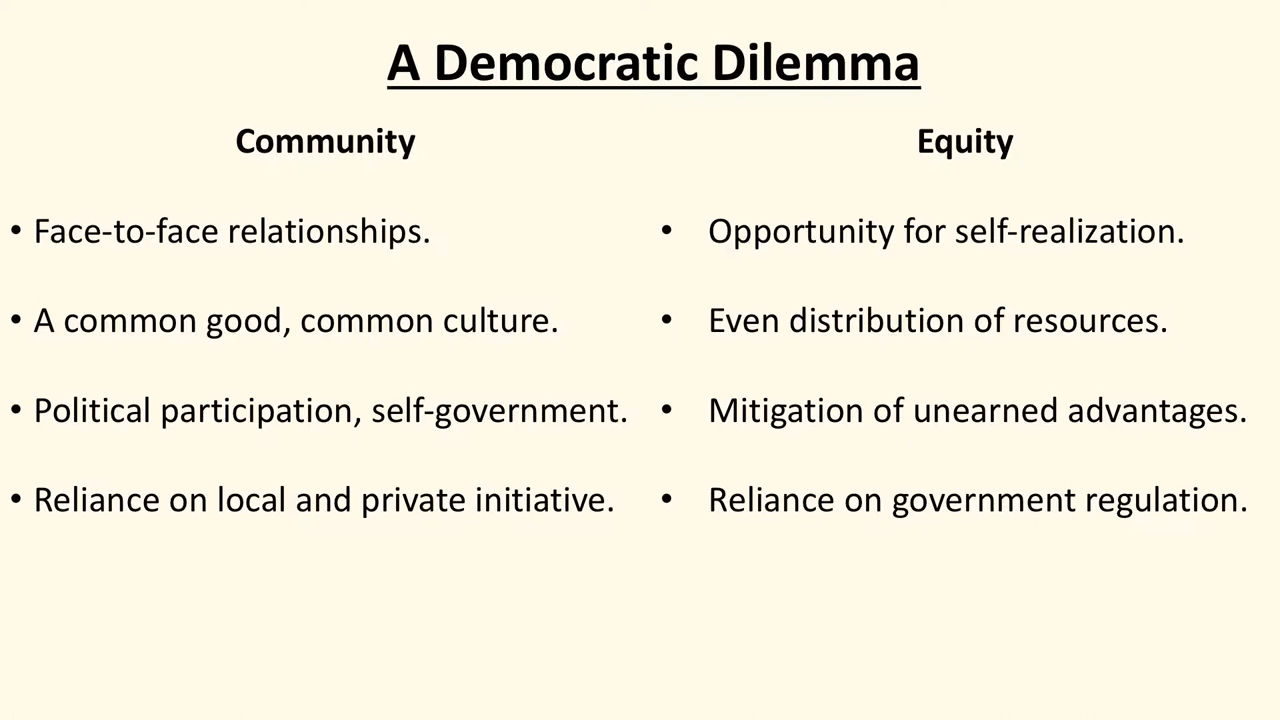 A Democratic Dilemma
Community
• Face-to-face relationships.
• A common good, common culture.
• Political participation, self-government.
• Reliance on local and private initiative.
Equity
• Opportunity for self-realization.
• Even distribution of resources.
• Mitigation of unearned advantages.
• Reliance on government regulation.